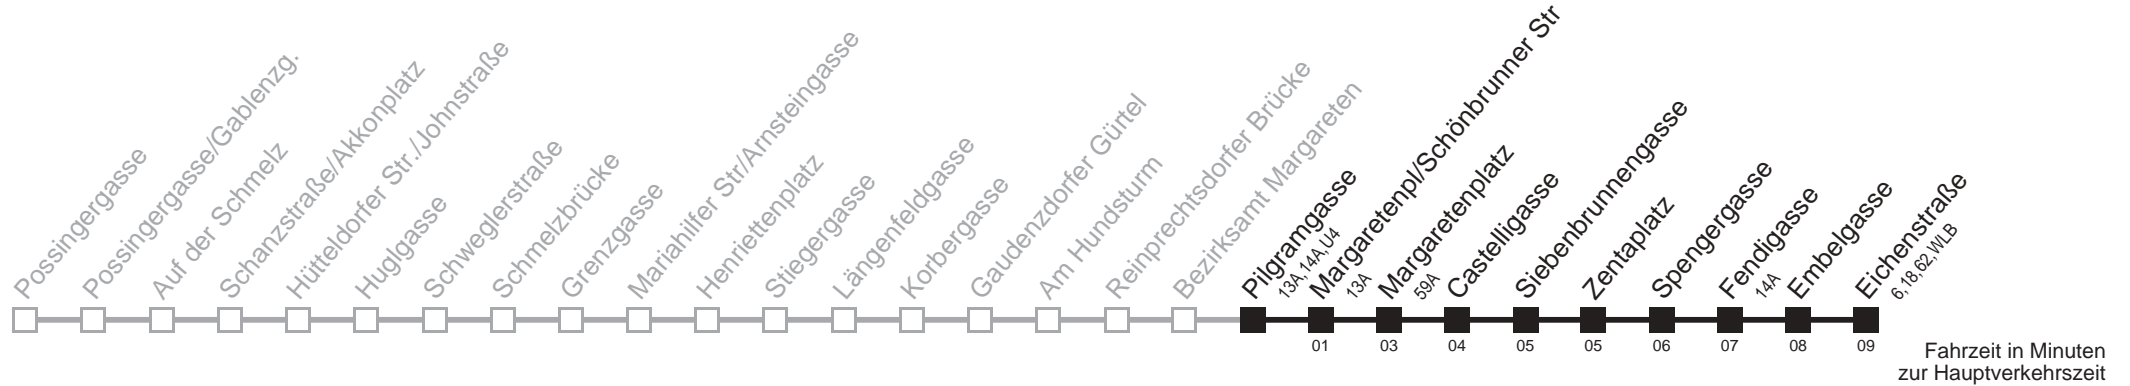 Possingergasse
Possingergasse/Gablenzg.
Auf der Schmelz
Schanzstraße/Akkonplatz
Hütteldorfer Str./Johnstraße
Huglgasse
Schweglerstraße
Schmelzbrücke
Grenzgasse
Mariahilfer Str/Arnsteingasse
Henriettenplatz
Stiegergasse
Längenfeldgasse
Korbergasse
Gaudenzdorfer Gürtel
Am Hundsturm
Reinprechtsdorfer Brücke
Bezirksamt Margareten
Pilgramgasse
13A,14A,U4
Margaretenpl/Schönbrunner Str
13A
Margaretenplatz
59A
Castelligasse
Siebenbrunnengasse
Zentaplatz
Spengergasse
Fendigasse
14A
Embelgasse
Eichenstraße
6,18,62,WLB
01 03 04 05 05 06 07 08 09
Fahrzeit in Minuten
zur Hauptverkehrszeit